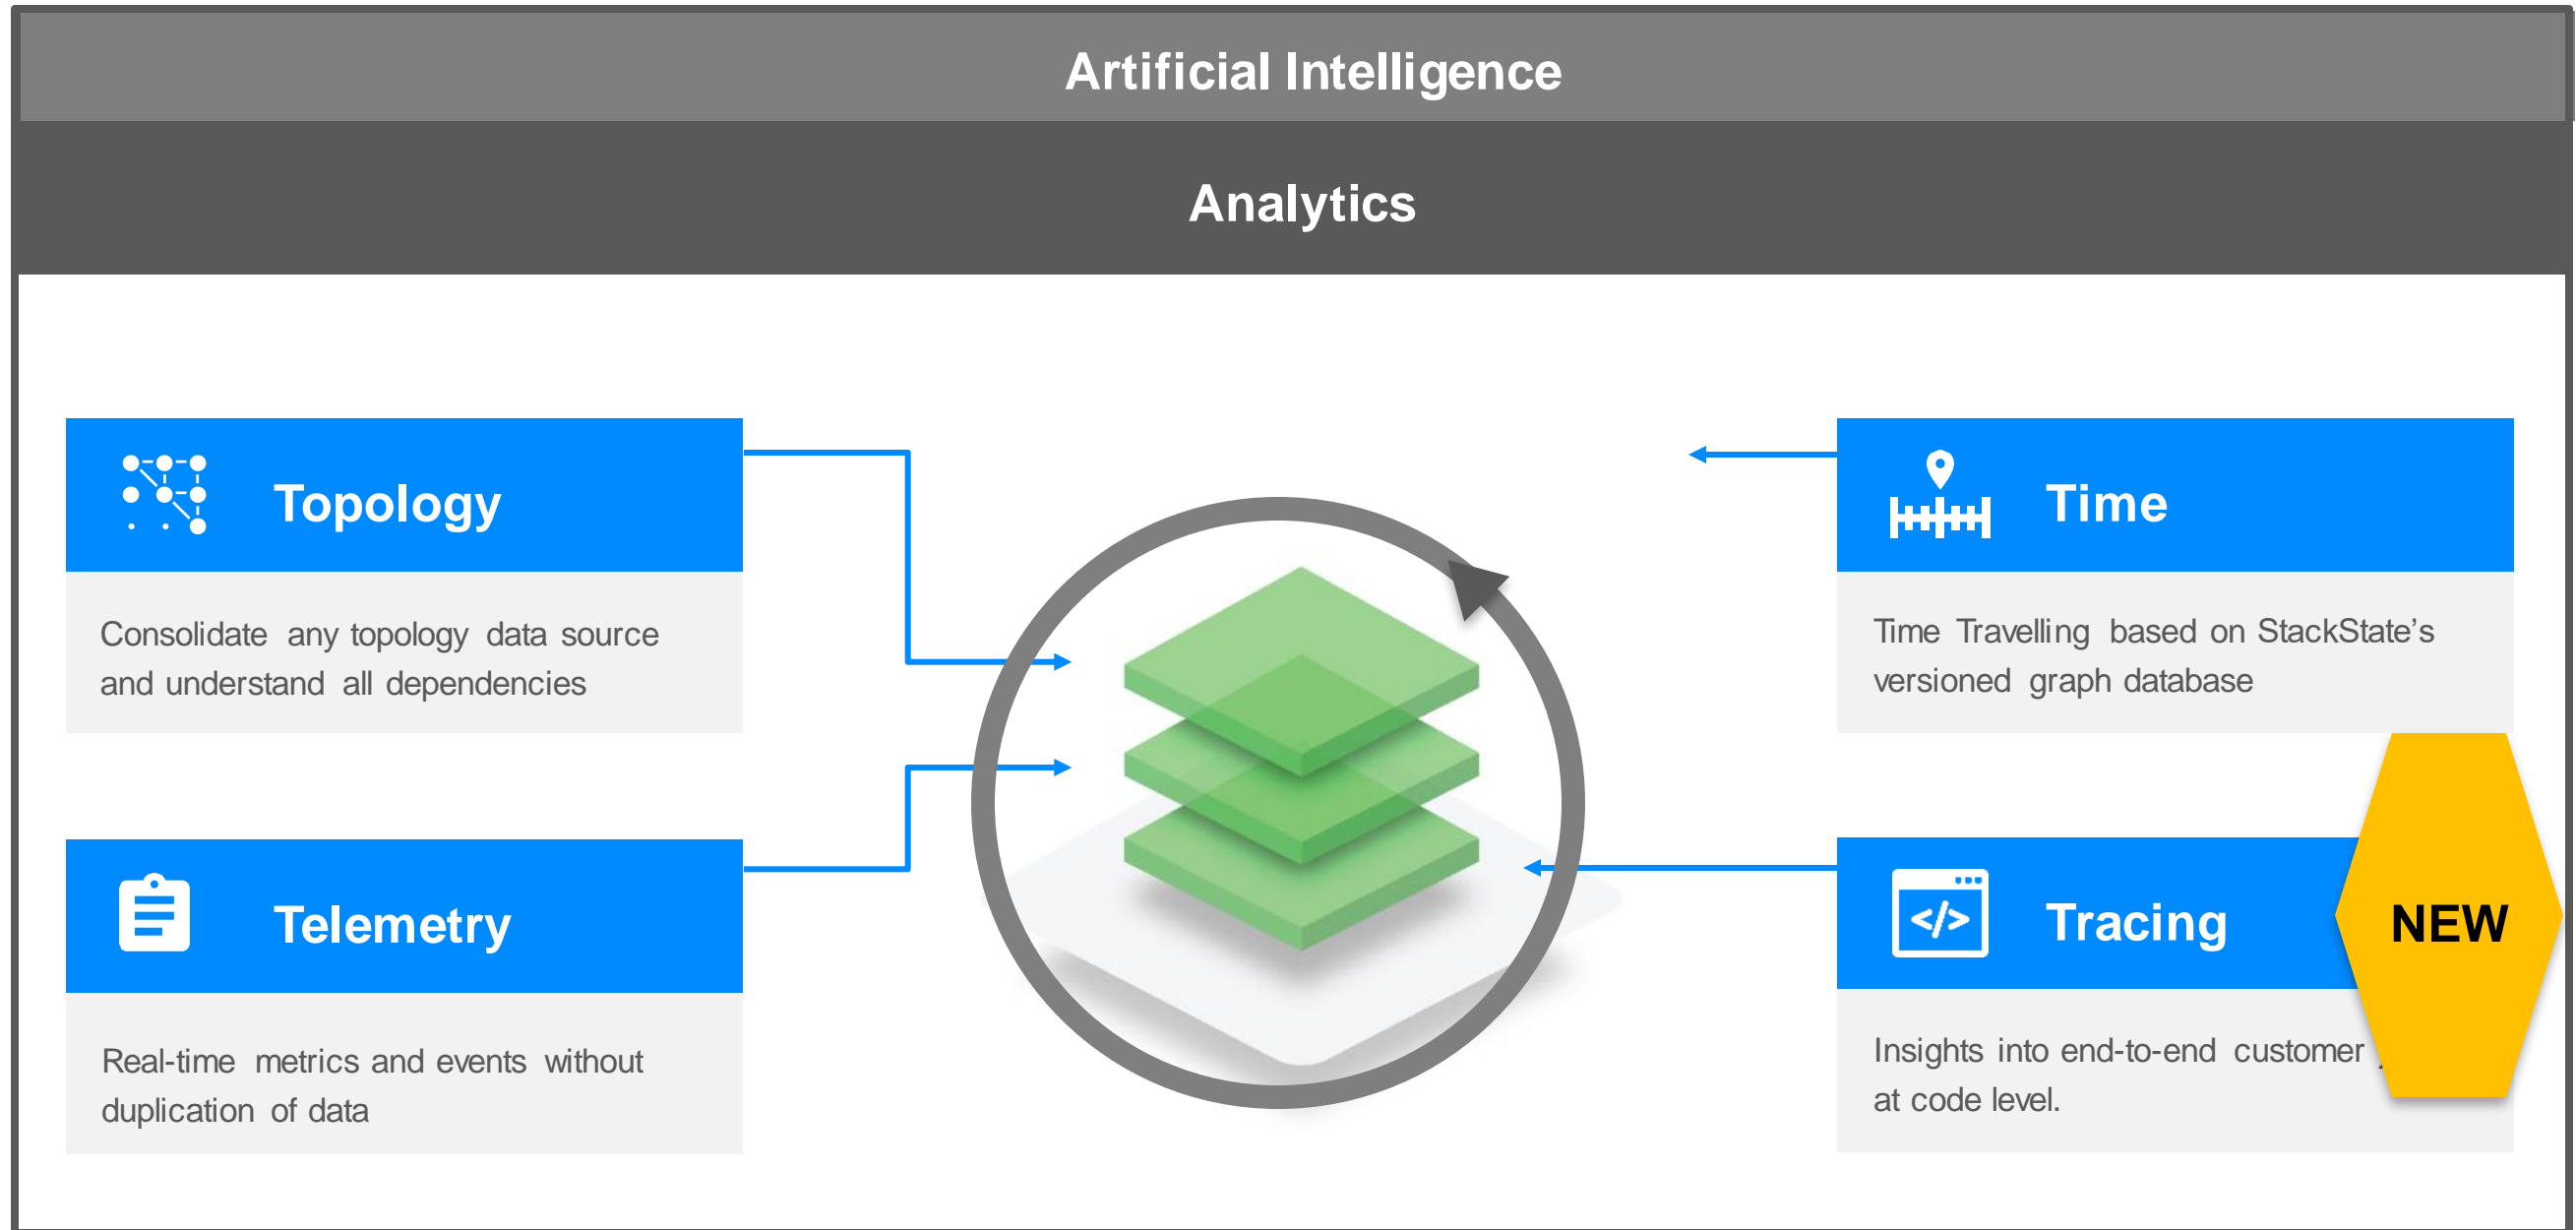 Artificial Intelligence
Analytics
Topology
Consolidate any topology data source
and understand all dependencies
Telemetry
Real-time metrics and events without
duplication of data
Time
Time Travelling based on StackState’s
versioned graph database
Tracing
NEW
Insights into end-to-end customer
at code level.